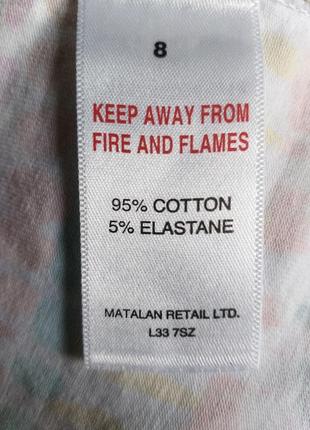 8
KEEP AWAY FROM
FIRE AND FLAMES
95% COTTON
5% ELASTANE
MATALAN RETAIL LTD.
L33 7SZ